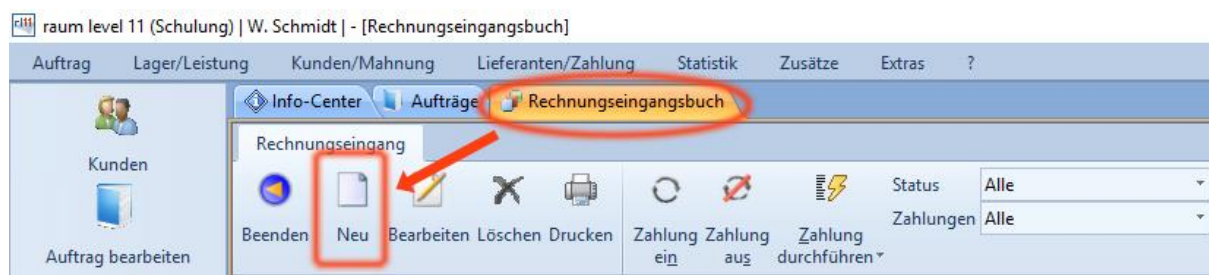 raum level 11 (Schulung) | W. Schmidt | - [Rechnungseingangsbuch]
Auftrag Lager/Leistung Kunden/Mahnung Lieferanten/Zahlung Statistik Zusätze Extras ?
Info-Center Aufträge Rechnungseingangsbuch
Rechnungseingang
Kunden
Auftrag bearbeiten
Beenden Neu Bearbeiten Löschen Drucken Zahlung ein Zahlung aus Zahlung durchführen
Status Alle
Zahlungen Alle